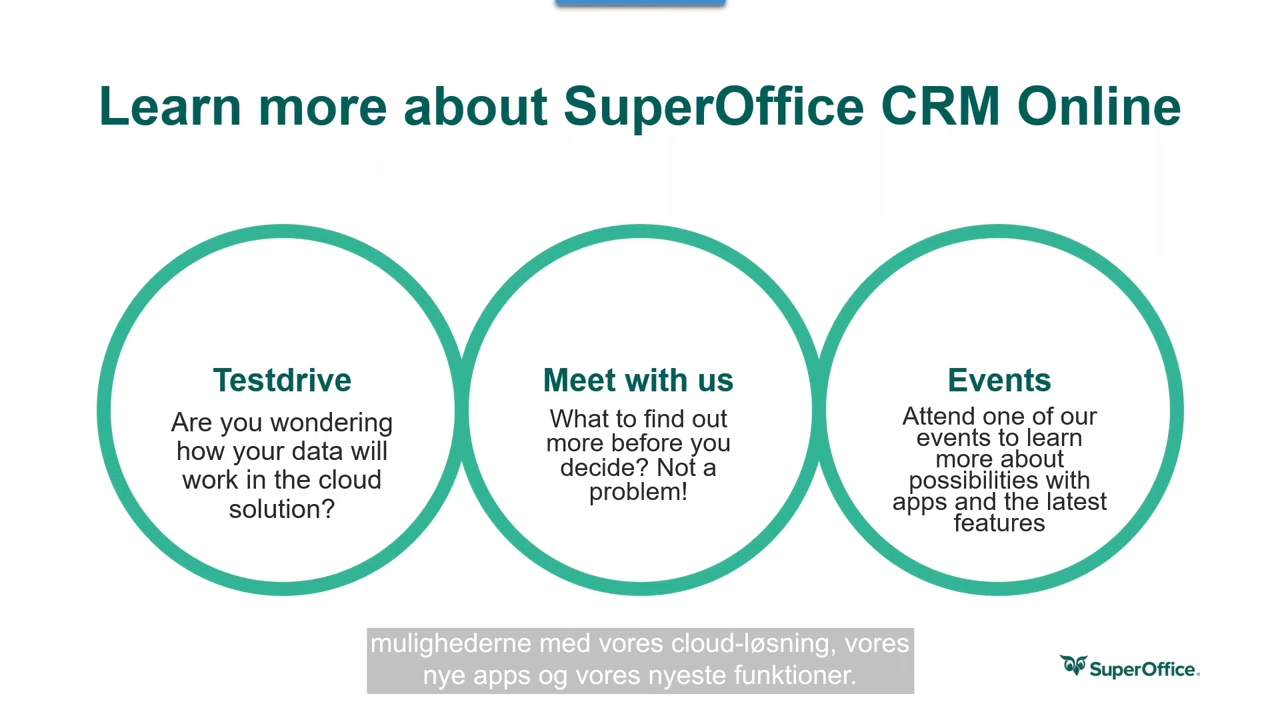 Learn more about SuperOffice CRM Online
Testdrive
Are you wondering
how your data will
work in the cloud
solution?
Meet with us
What to find out
more before you
decide? Not a
problem!
Events
Attend one of our
events to learn
more about
possibilities with
apps and the latest
features
mulighederne med vores cloud-løsning, vores
nye apps og vores nyeste funktioner.
SuperOffice.